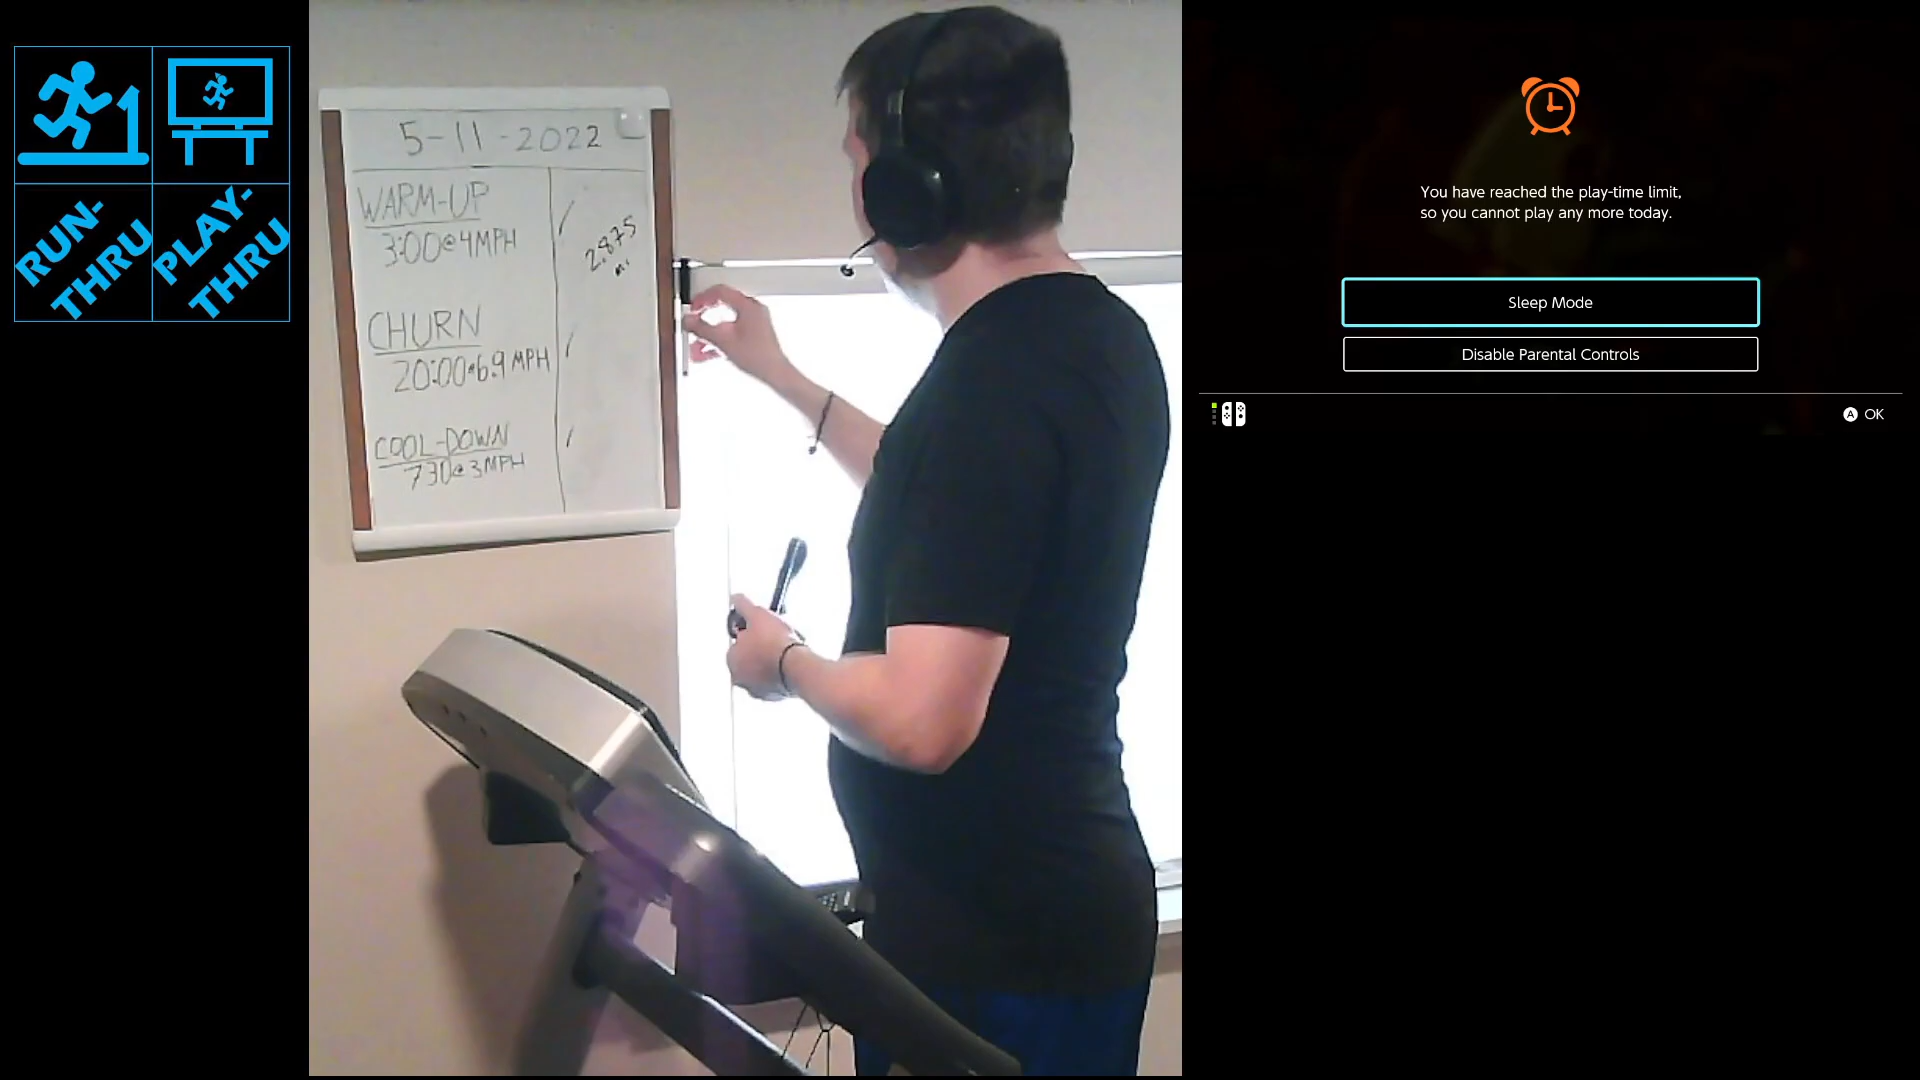 RUN-
THRU
PLAY-
THRU
5-11-2022
WARM-UP
3:00@4MPH
2.875
mi.
CHURN
20:00@6.9MPH
COOL-DOWN
730@3MPH
You have reached the play-time limit,
so you cannot play any more today.
Sleep Mode
Disable Parental Controls
A OK